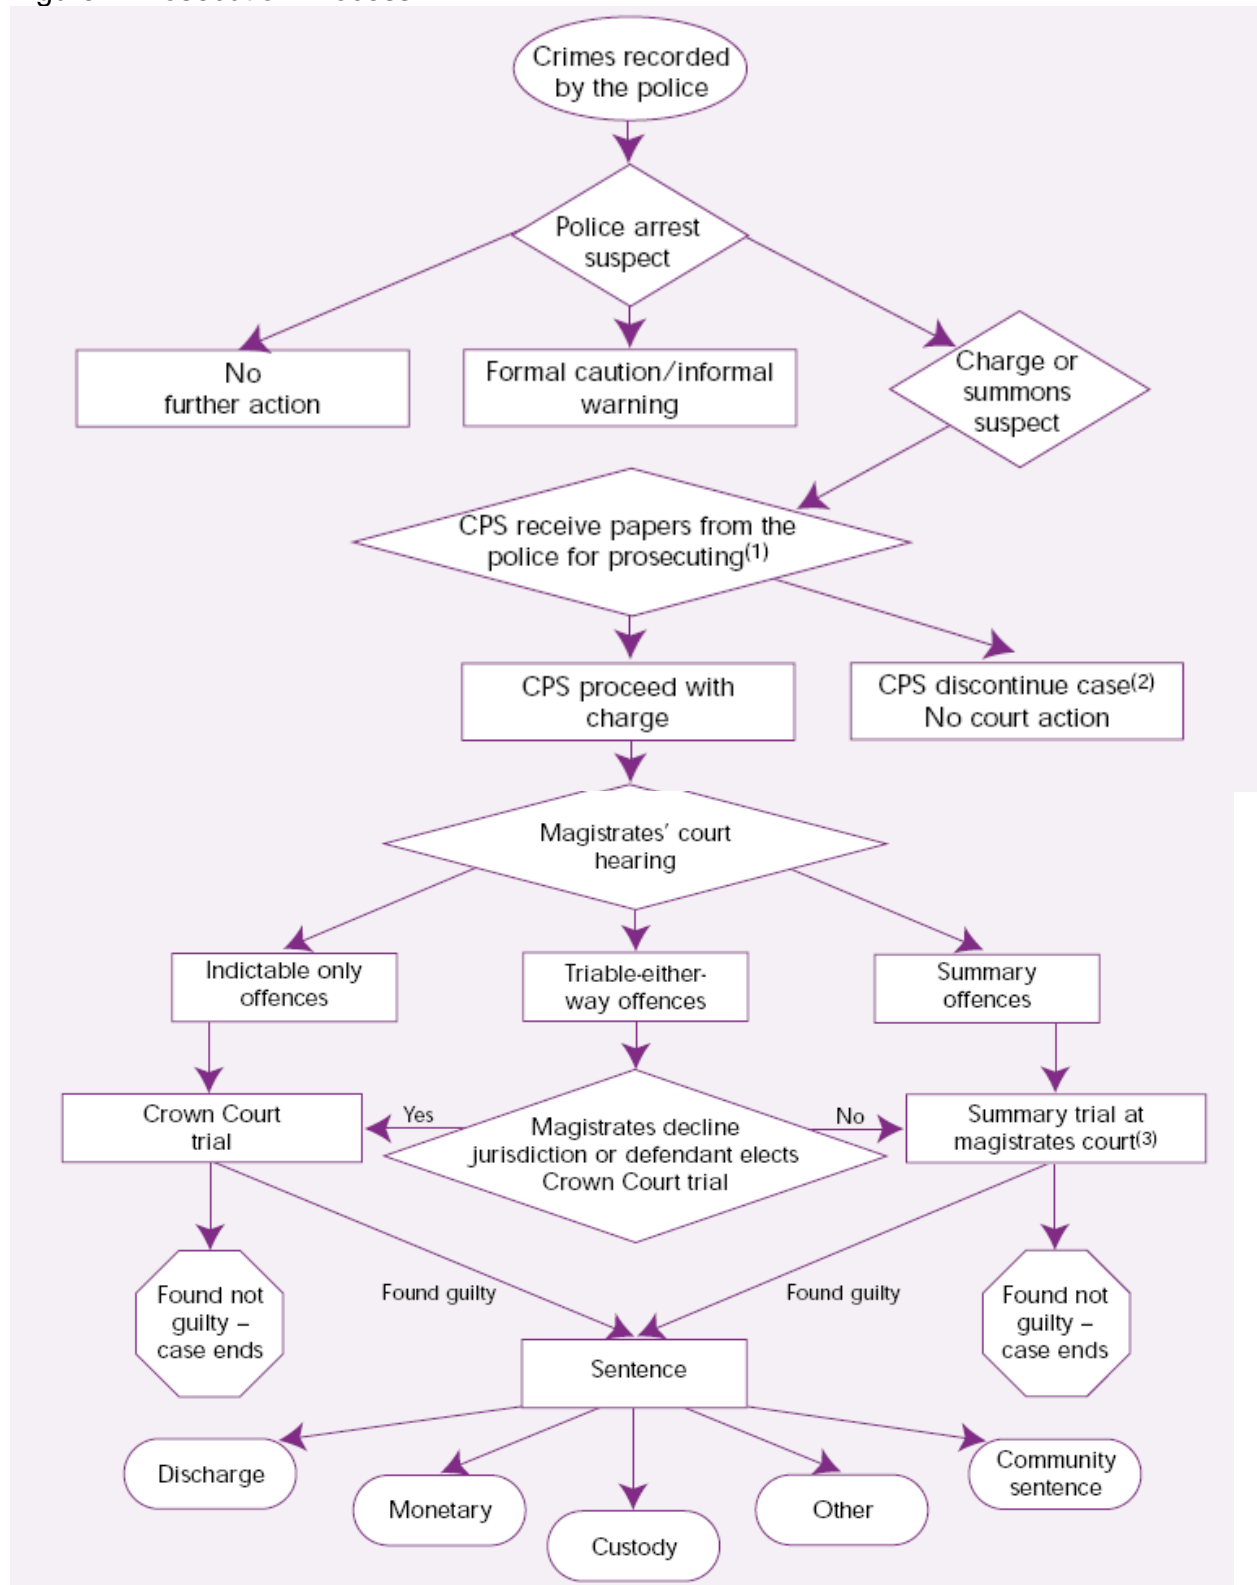 Crimes recorded
by the police
Police arrest
suspect
No
further action
Formal caution/informal
warning
Charge or
summons
suspect
CPS receive papers from the
police for prosecuting(1)
CPS proceed with
charge
CPS discontinue case(2)
No court action
Magistrates' court
hearing
Indictable only
offences
Triable-either-
way offences
Summary
offences
Crown Court
trial
Yes
Magistrates decline
jurisdiction or defendant elects
Crown Court trial
No
Summary trial at
magistrates court(3)
Found not
guilty –
case ends
Found guilty
Found guilty
Found not
guilty –
case ends
Sentence
Discharge
Monetary
Custody
Other
Community
sentence